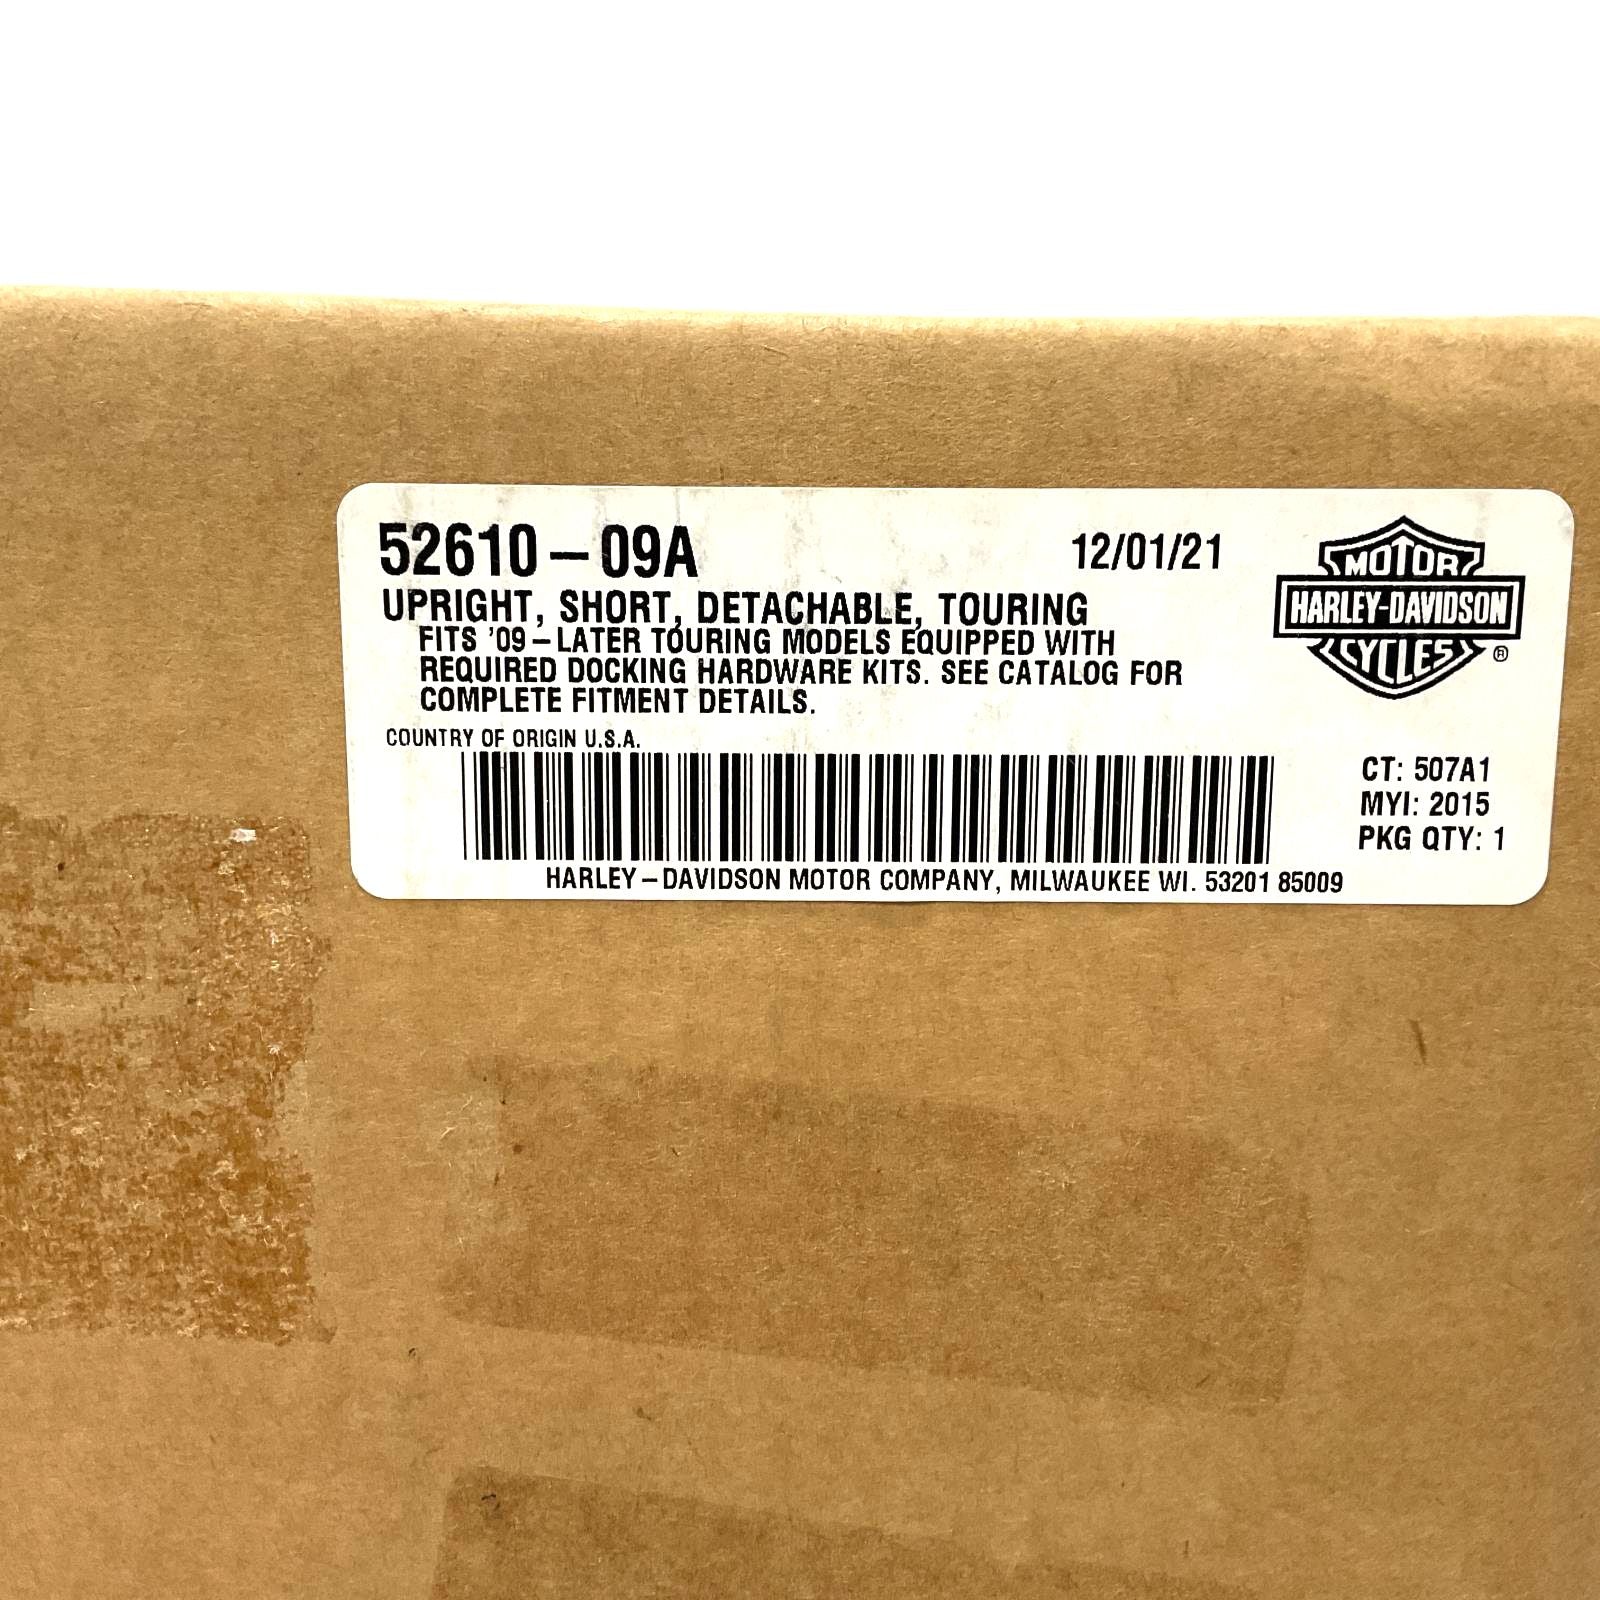 52610-09A 12/01/21
UPRIGHT, SHORT, DETACHABLE, TOURING
FITS '09-LATER TOURING MODELS EQUIPPED WITH
REQUIRED DOCKING HARDWARE KITS. SEE CATALOG FOR
COMPLETE FITMENT DETAILS.
COUNTRY OF ORIGIN U.S.A.
MOTOR
HARLEY-DAVIDSON
CYCLES ®
CT: 507A1
MYI: 2015
PKG QTY: 1
HARLEY-DAVIDSON MOTOR COMPANY, MILWAUKEE WI. 53201 85009